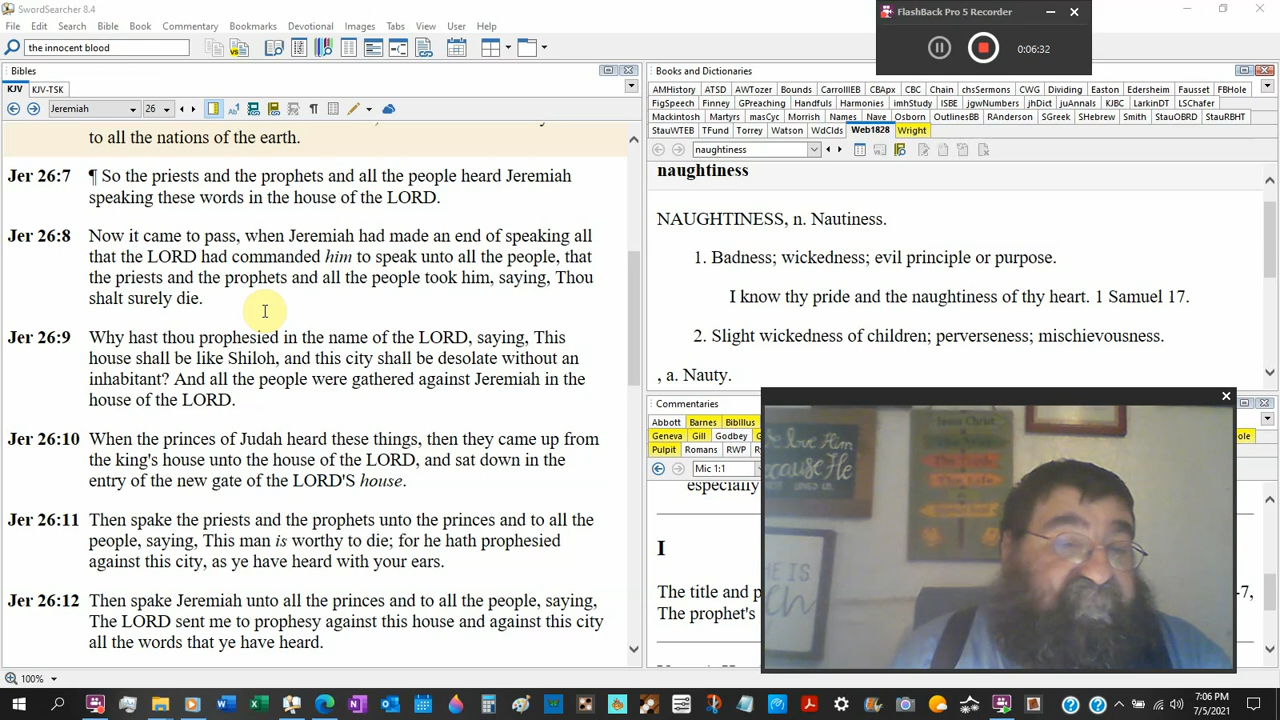 SwordSearcher 8.4
File Edit Search Bible Book Commentary Bookmarks Devotional Images Tabs View User Help
the innocent blood
Bibles
KJV KJV-TSK
Jeremiah 26
to all the nations of the earth.
Jer 26:7 ¶ So the priests and the prophets and all the people heard Jeremiah
speaking these words in the house of the LORD.
Jer 26:8 Now it came to pass, when Jeremiah had made an end of speaking all
that the LORD had commanded him to speak unto all the people, that
the priests and the prophets and all the people took him, saying, Thou
shalt surely die.
Jer 26:9 Why hast thou prophesied in the name of the LORD, saying, This
house shall be like Shiloh, and this city shall be desolate without an
inhabitant? And all the people were gathered against Jeremiah in the
house of the LORD.
Jer 26:10 When the princes of Judah heard these things, then they came up from
the king's house unto the house of the LORD, and sat down in the
entry of the new gate of the LORD'S house.
Jer 26:11 Then spake the priests and the prophets unto the princes and to all the
people, saying, This man is worthy to die; for he hath prophesied
against this city, as ye have heard with your ears.
Jer 26:12 Then spake Jeremiah unto all the princes and to all the people, saying,
The LORD sent me to prophesy against this house and against this city
all the words that ye have heard.
100%
FlashBack Pro 5 Recorder
0:06:32
Books and Dictionaries
AMHistory ATSD AWTozer Bounds CarrollIEB CBApx CBC Chain chsSermons CWG Dividing Easton Edersheim Fausset FBHole
FigSpeech Finney GPreaching Handfuls Harmonies imhStudy ISBE jgwNumbers jhDict juAnnals KJBC LarkinDT LSChafer
Mackintosh Martyrs masCyc Morrish Names Nave Osborn OutlinesBB RAnderson SGreek SHebrew Smith StauOBRD StauRBHT
StauWTEB TFund Torrey Watson WdClds Web1828 Wright
naughtiness
naughtiness
NAUGHTINESS, n. Nautiness.
1. Badness; wickedness; evil principle or purpose.
I know thy pride and the naughtiness of thy heart. 1 Samuel 17.
2. Slight wickedness of children; perverseness; mischievousness.
, a. Nauty.
Commentaries
Abbott Barnes BibIllus
Geneva Gill Godbey
Pulpit Romans RWP
Mic 1:1
especially
I
The title and p
-7,
The prophet's
love Him
because He
Jesus Christ
7:06 PM
7/5/2021